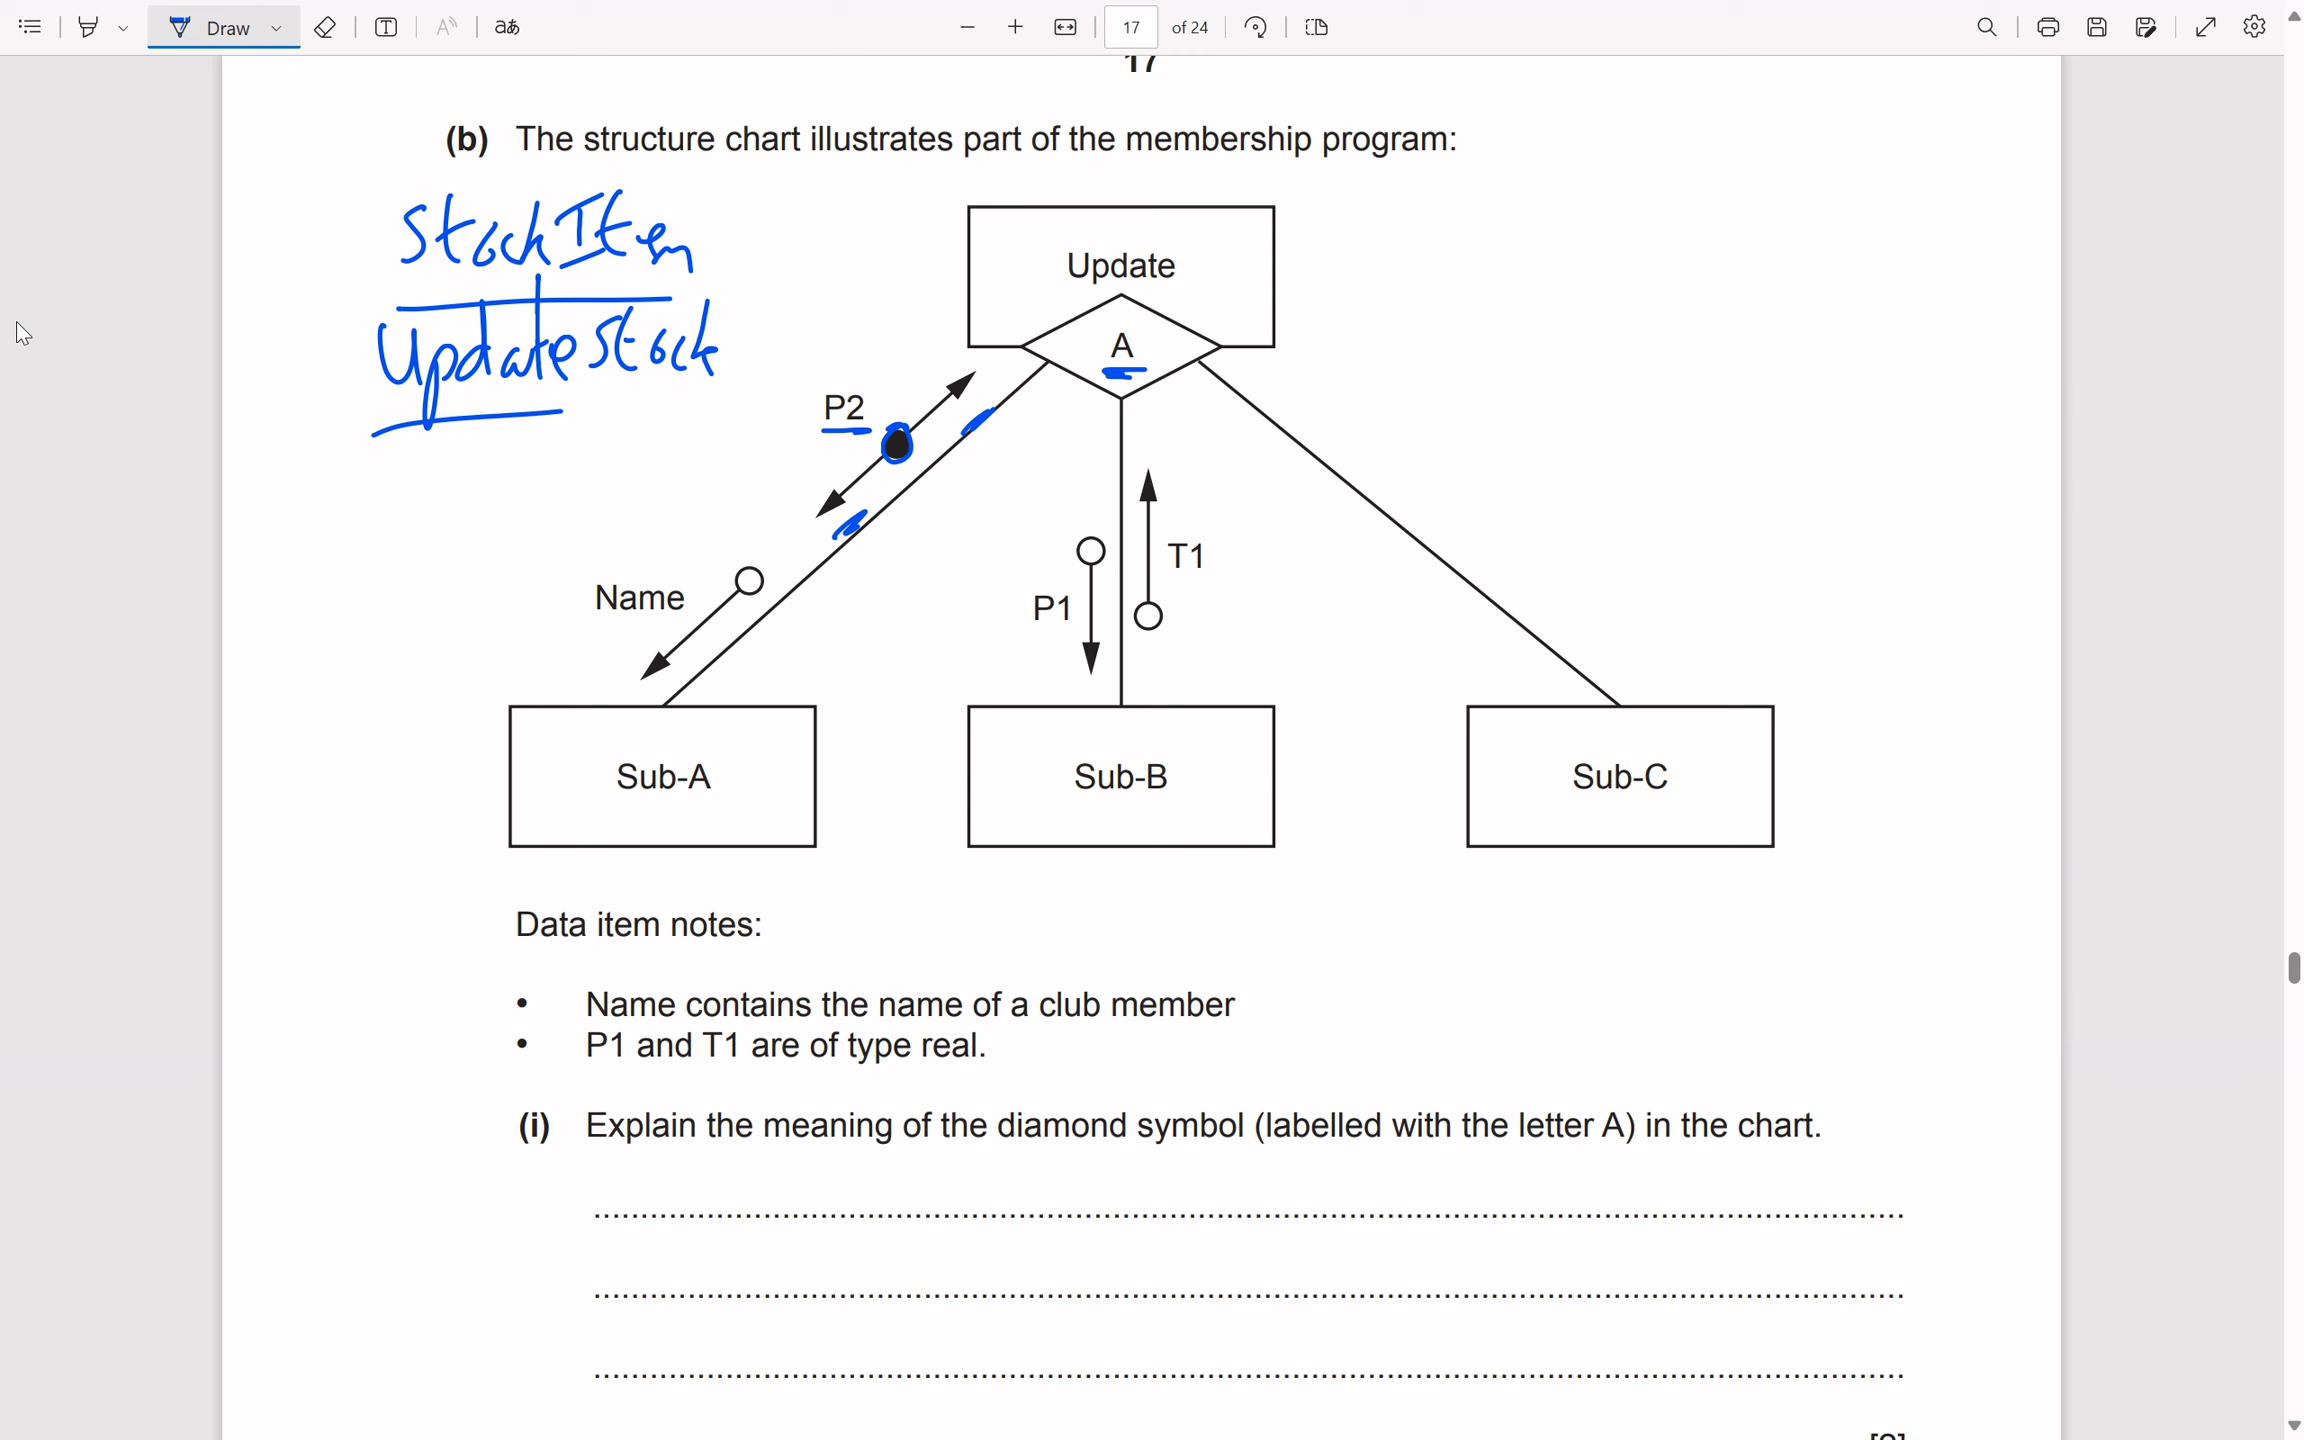 Draw
aあ
17
of 24
17
(b) The structure chart illustrates part of the membership program:
StockItem
UpdateStock
Update
A
P2
Name
P1
T1
Sub-A
Sub-B
Sub-C
Data item notes:
• Name contains the name of a club member
• P1 and T1 are of type real.
(i) Explain the meaning of the diamond symbol (labelled with the letter A) in the chart.